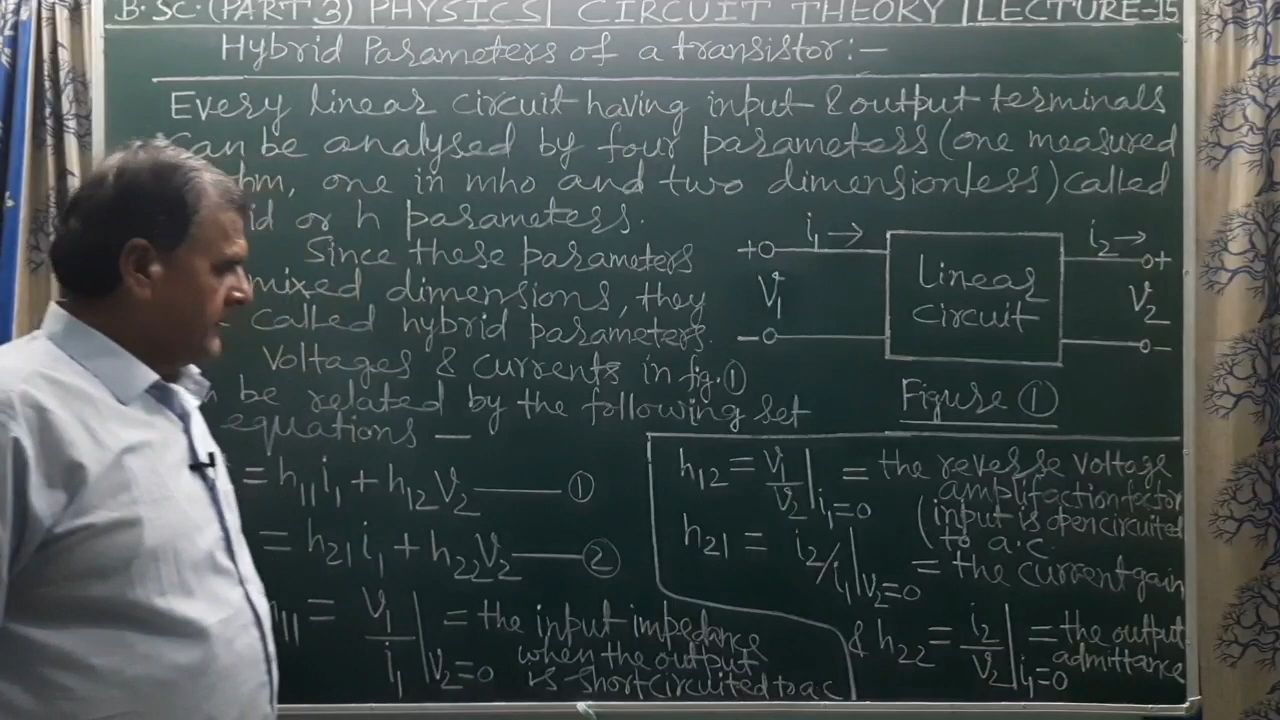 B.SC.(PART 3) PHYSICS| CIRCUIT THEORY |LECTURE-15
Hybrid Parameters of a transistor:-
Every linear circuit having input & output terminals
Can be analysed by four parameters (one measured
hm, one in mho and two dimensionless) called
id or h parameters.
Since these parameters
mixed dimensions, they
called hybrid parameters.
Voltages & currents in fig. ①
be related by the following set
equations —
= h11 i1 + h12 V2 —— ①
= h21 i1 + h22 V2 —— ②
11 = V1/i1 | V2=0 = the input impedance
when the output
is shortcircuited to ac
i1 →
i2 →
+
+
V1
Linear
circuit
V2
-
-
Figure ①
h12 = V1/V2 | i1=0 = the reverse voltage
amplifaction factor
(input is opencircuited
to a.c.
h21 = i2/i1 | V2=0 = the current gain
& h22 = i2/V2 | i1=0 = the output
admittance